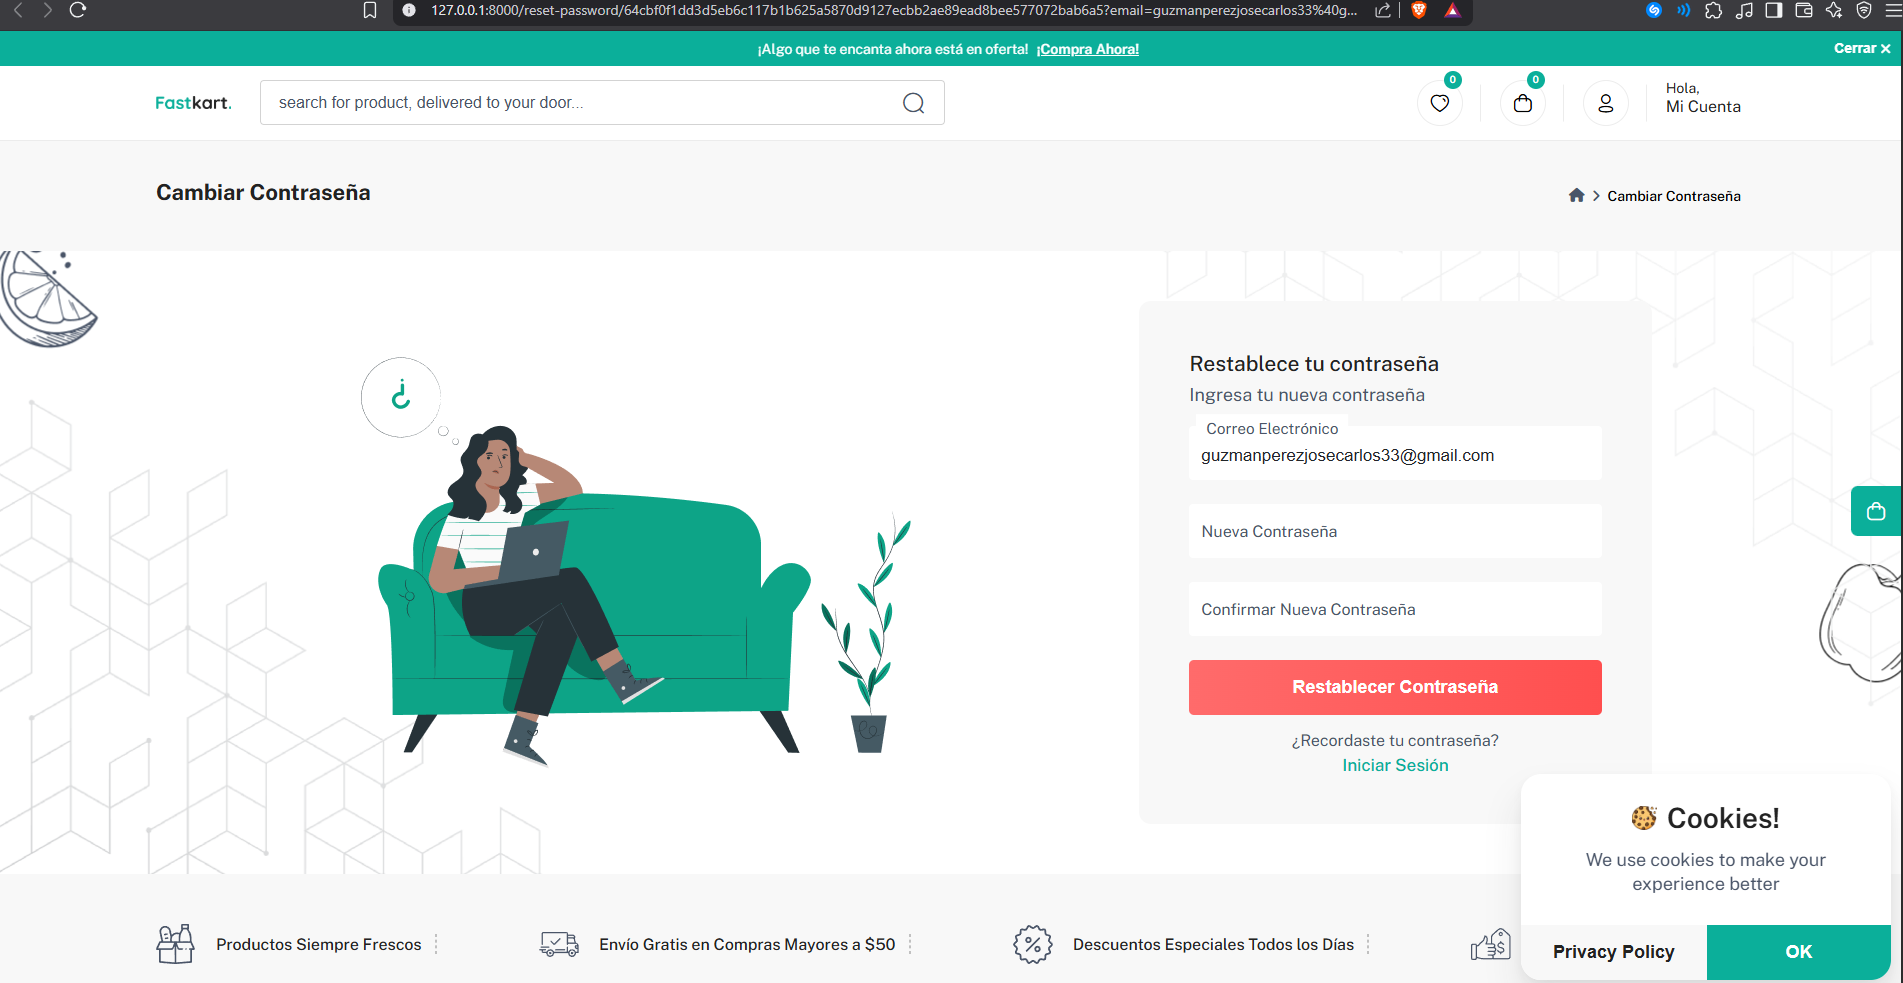 127.0.0.1:8000/reset-password/64cbf0f1dd3d5eb6c117b1b625a5870d9127ecbb2ae89ead8bee577072bab6a5?email=guzmanperezjosecarlos33%40g...
¡Algo que te encanta ahora está en oferta! ¡Compra Ahora!
Cerrar ×
Fastkart.
search for product, delivered to your door...
0
0
Hola,
Mi Cuenta
Cambiar Contraseña
Cambiar Contraseña
¿
Restablece tu contraseña
Ingresa tu nueva contraseña
Correo Electrónico
guzmanperezjosecarlos33@gmail.com
Nueva Contraseña
Confirmar Nueva Contraseña
Restablecer Contraseña
¿Recordaste tu contraseña?
Iniciar Sesión
Cookies!
We use cookies to make your
experience better
Privacy Policy
OK
Productos Siempre Frescos
Envío Gratis en Compras Mayores a $50
Descuentos Especiales Todos los Días